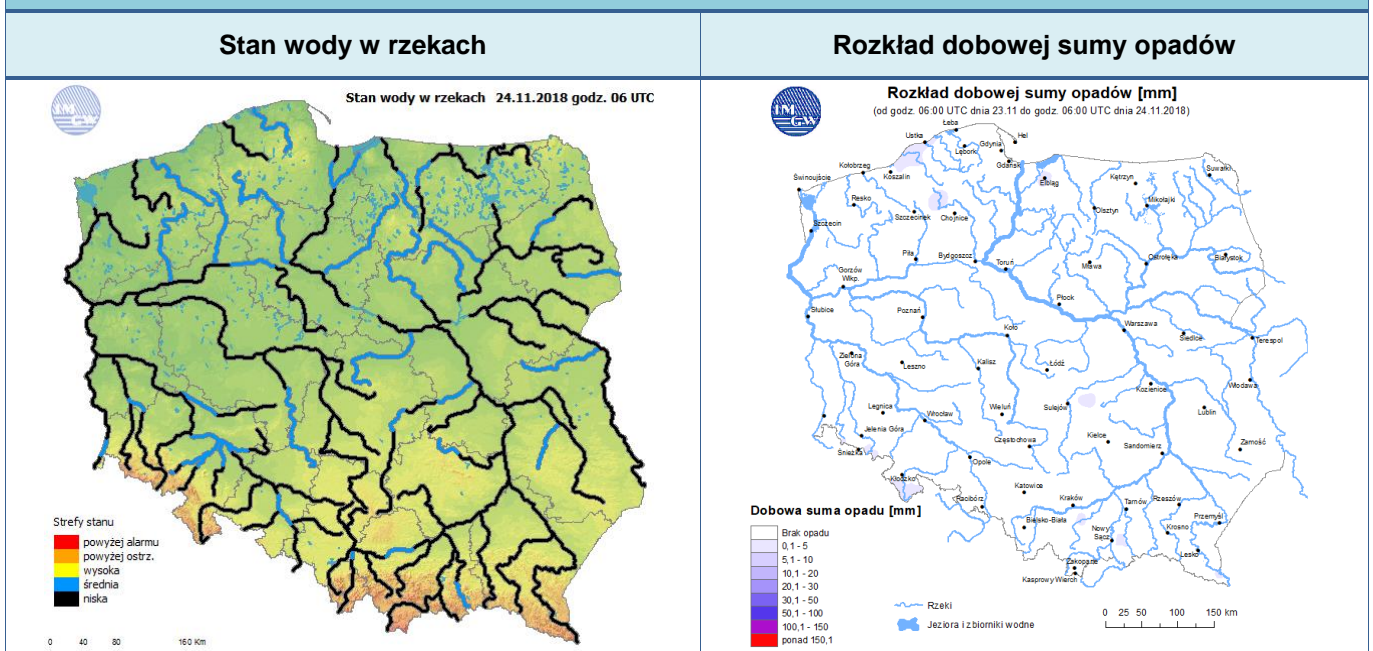 Stan wody w rzekach
Rozkład dobowej sumy opadów
Stan wody w rzekach 24.11.2018 godz. 06 UTC
Strefy stanu
powyżej alarmu
powyżej ostrz.
wysoka
średnia
niska
0 40 80 160 Km
IM
GW
Rozkład dobowej sumy opadów [mm]
(od godz. 06:00 UTC dnia 23.11 do godz. 06:00 UTC dnia 24.11.2018)
Łeba
Ustka
Hel
Lębork
Gdynia
Gdańsk
Kołobrzeg
Koszalin
Elbląg
Kętrzyn
Suwałki
Świnoujście
Resko
Mikołajki
Szczecinek
Chojnice
Olsztyn
Szczecin
Piła
Bydgoszcz
Toruń
Mława
Ostrołęka
Białystok
Gorzów
Wlkp.
Płock
Słubice
Poznań
Koło
Warszawa
Siedlce
Terespol
Zielona
Góra
Leszno
Kalisz
Łódź
Kozienice
Włodawa
Legnica
Wrocław
Wieluń
Sulejów
Lublin
Jelenia Góra
Śnieżka
Częstochowa
Kielce
Sandomierz
Zamość
Opole
Kłodzko
Racibórz
Katowice
Kraków
Tarnów
Rzeszów
Bielsko-Biała
Nowy
Sącz
Krosno
Przemyśl
Lesko
Zakopane
Kasprowy Wierch
Dobowa suma opadu [mm]
Brak opadu
0,1 - 5
5,1 - 10
10,1 - 20
20,1 - 30
30,1 - 50
50,1 - 100
100,1 - 150
ponad 150,1
Rzeki
Jeziora i zbiorniki wodne
0 25 50 100 150 km